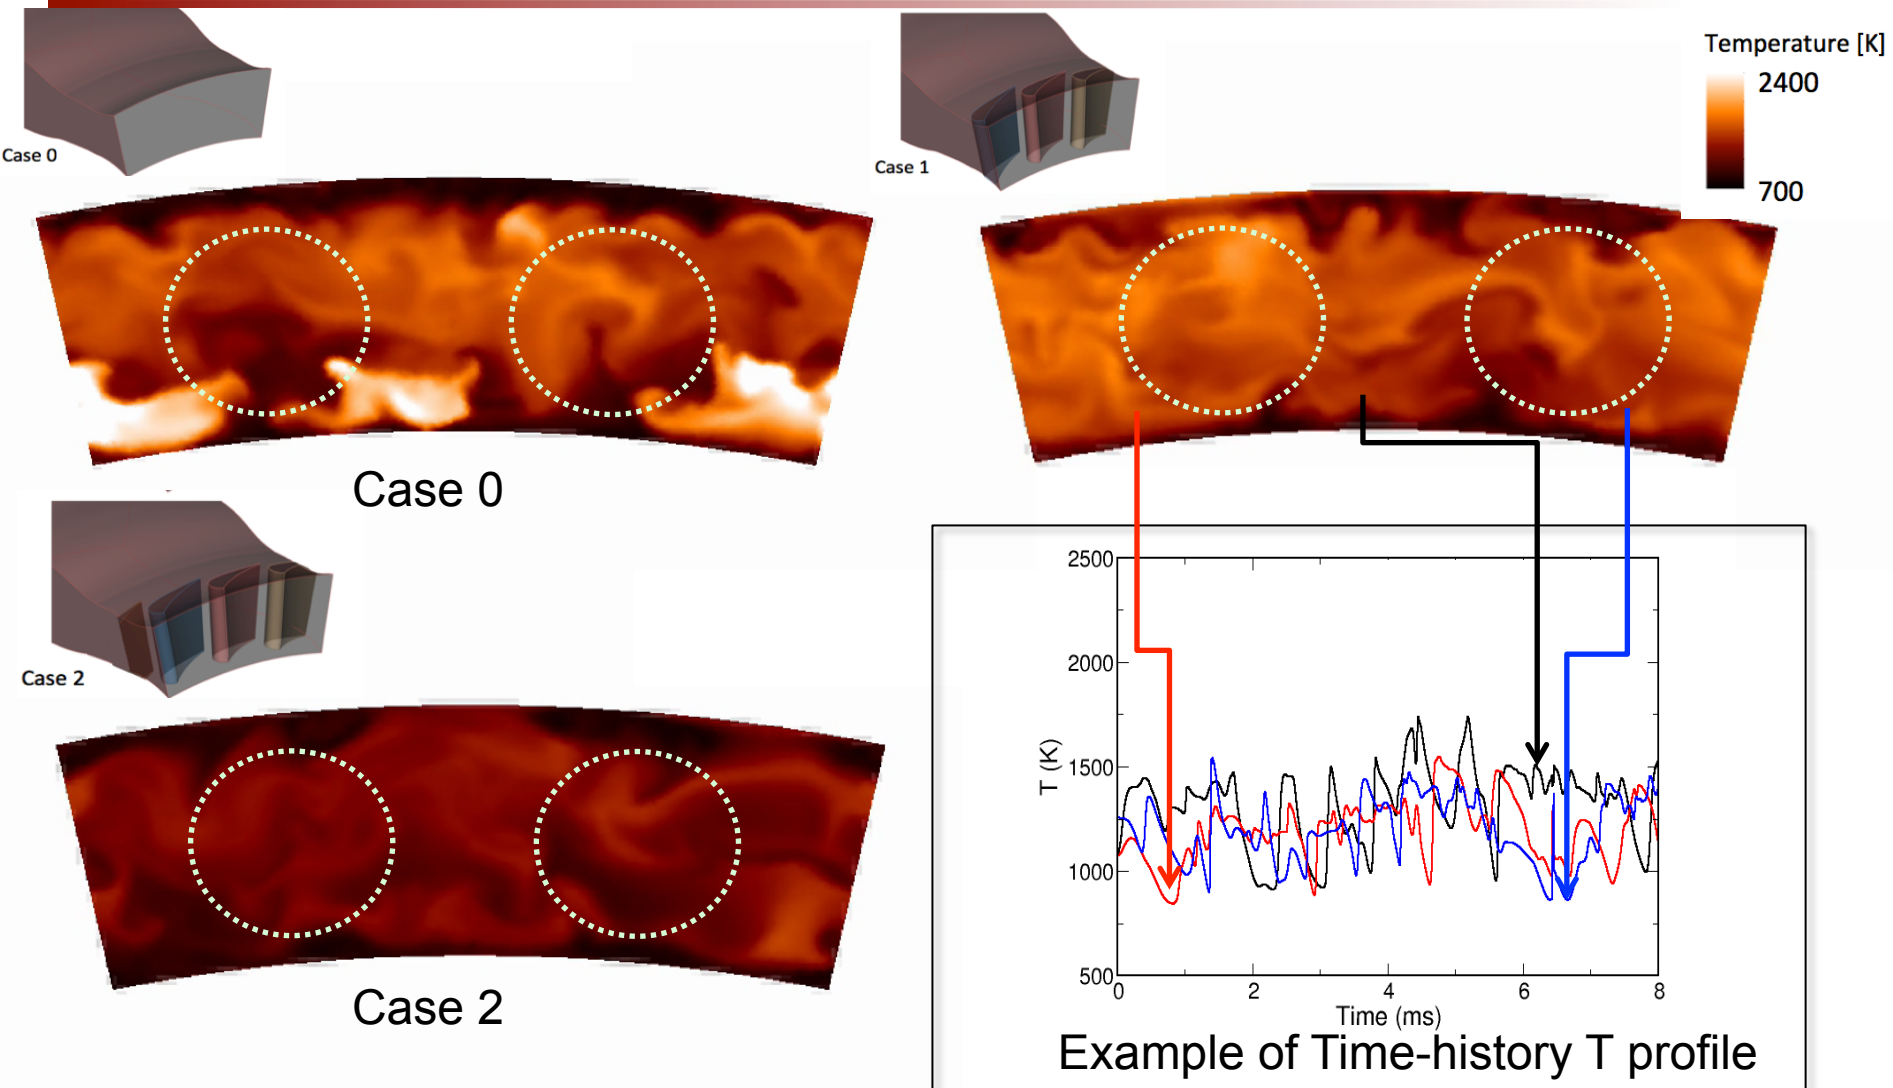 Case 0
Case 1
Temperature [K]
2400
700
Case 0
Case 2
Case 2
2500
2000
1500
1000
500
T (K)
0 2 4 6 8
Time (ms)
Example of Time-history T profile